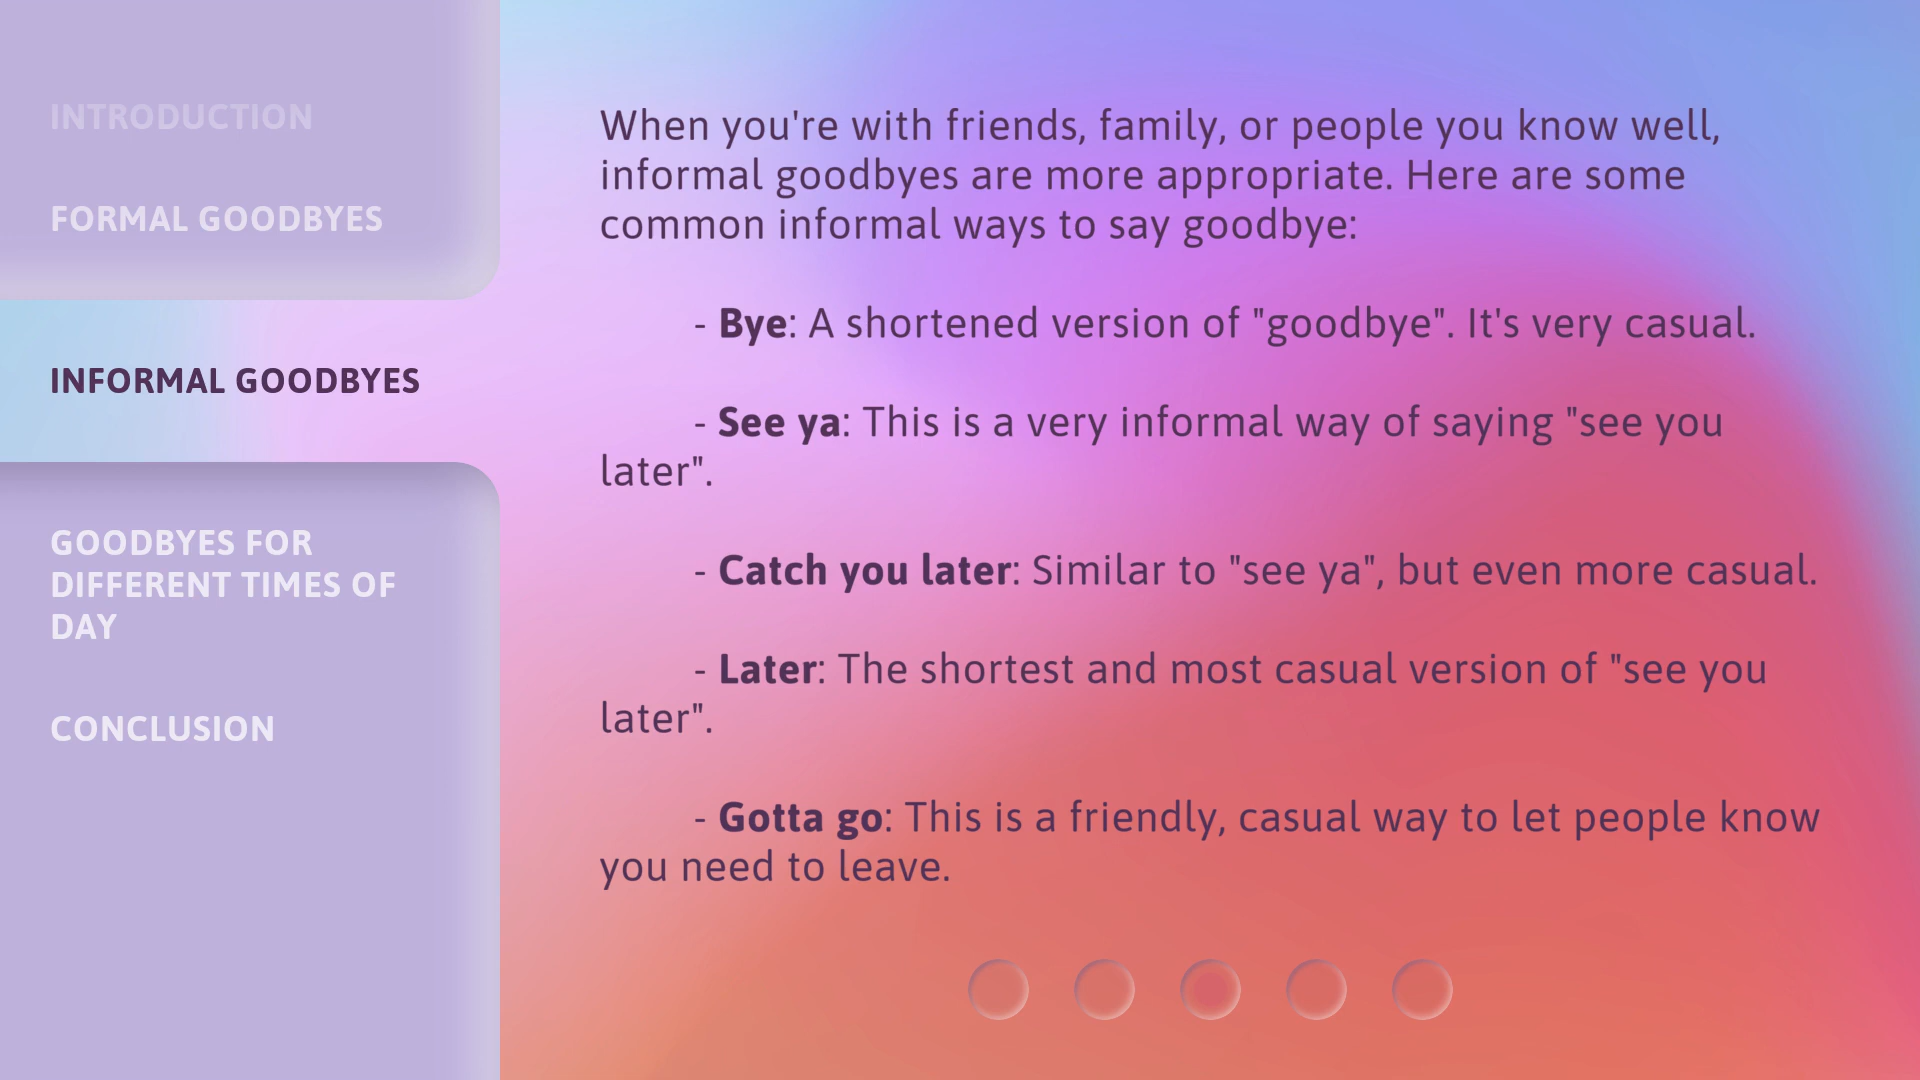 INTRODUCTION
FORMAL GOODBYES
INFORMAL GOODBYES
GOODBYES FOR
DIFFERENT TIMES OF
DAY
CONCLUSION
When you're with friends, family, or people you know well,
informal goodbyes are more appropriate. Here are some
common informal ways to say goodbye:
- Bye: A shortened version of "goodbye". It's very casual.
- See ya: This is a very informal way of saying "see you
later".
- Catch you later: Similar to "see ya", but even more casual.
- Later: The shortest and most casual version of "see you
later".
- Gotta go: This is a friendly, casual way to let people know
you need to leave.